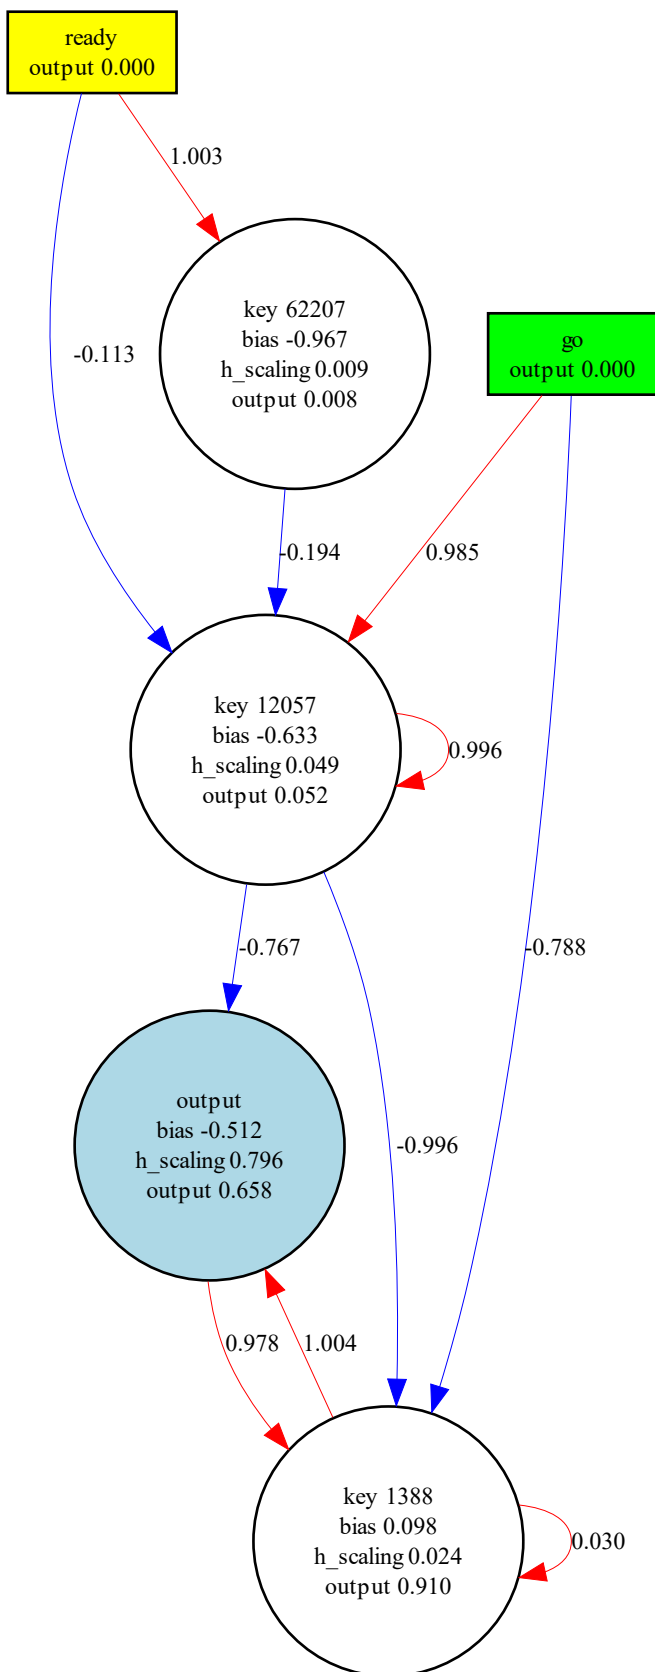 ready
output 0.000
1.003
key 62207
bias -0.967
h_scaling 0.009
output 0.008
go
output 0.000
-0.113
-0.194
0.985
key 12057
bias -0.633
h_scaling 0.049
output 0.052
0.996
-0.767
-0.788
output
bias -0.512
h_scaling 0.796
output 0.658
-0.996
0.978
1.004
key 1388
bias 0.098
h_scaling 0.024
output 0.910
0.030